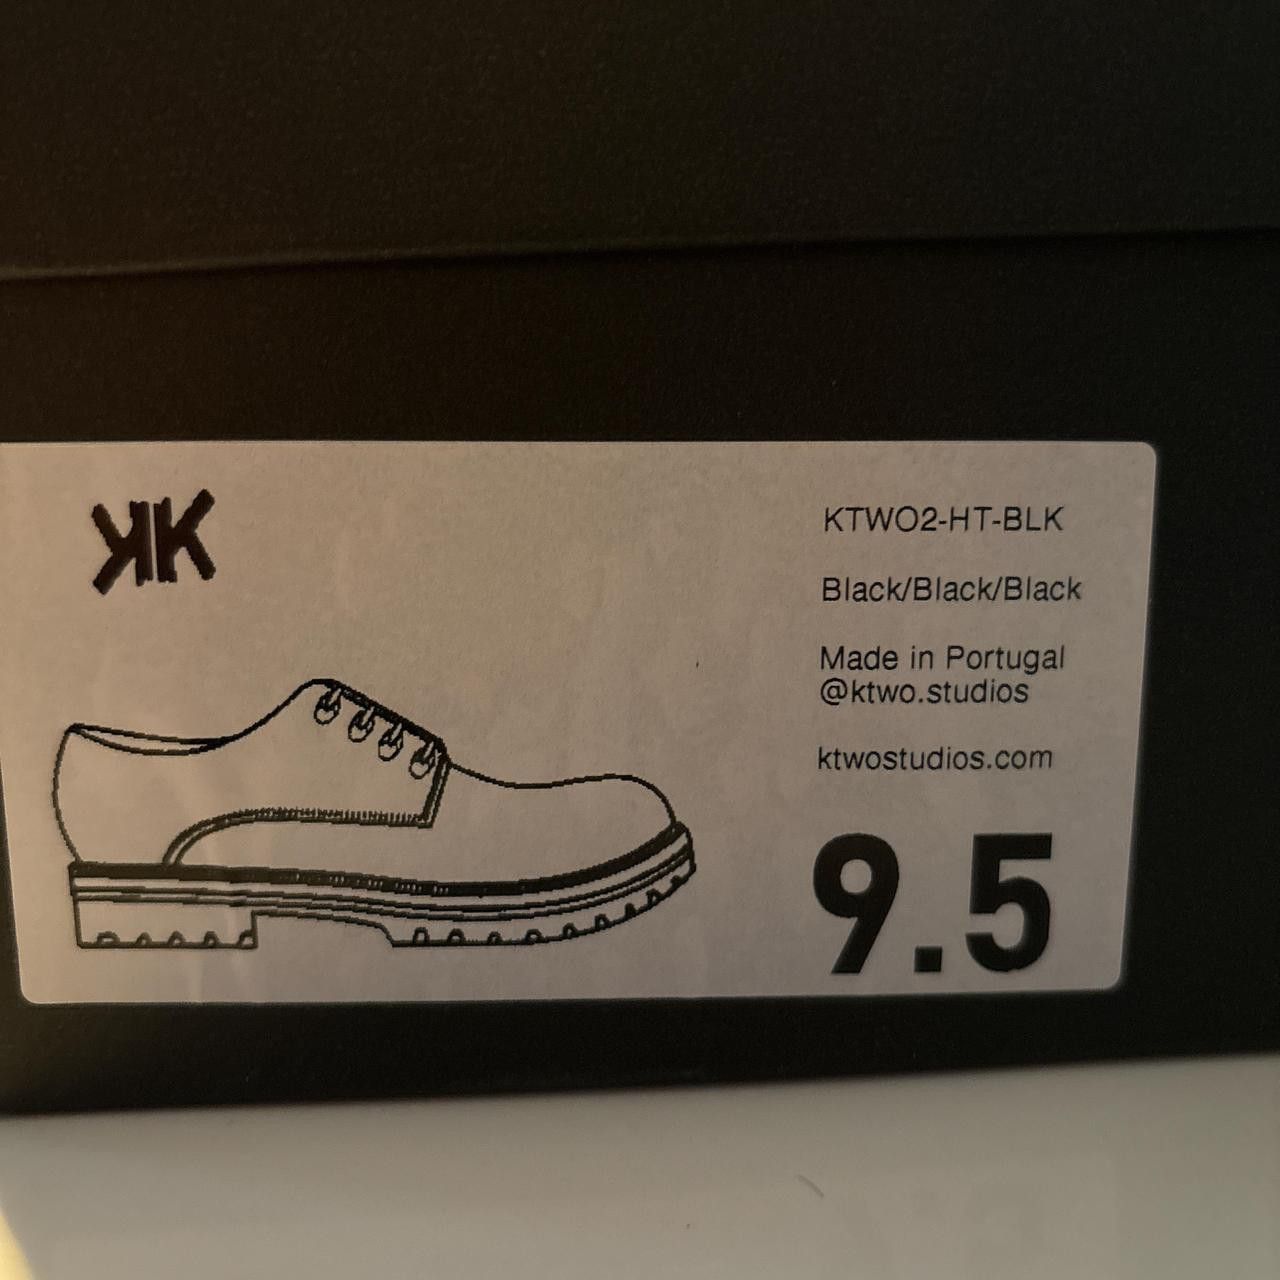 KK
KTWO2-HT-BLK
Black/Black/Black
Made in Portugal
@ktwo.studios
ktwostudios.com
9.5